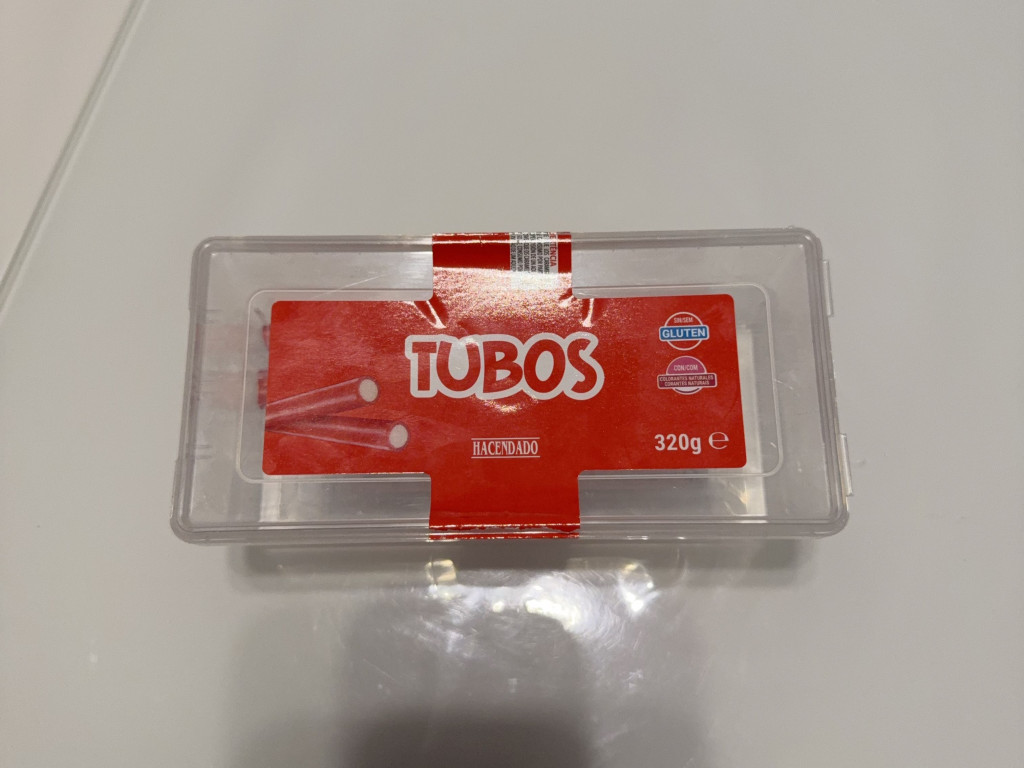 TUBOS
HACENDADO
SIN/SEM
GLUTEN
CON/COM
COLORANTES NATURALES
CORANTES NATURAIS
320g ℮